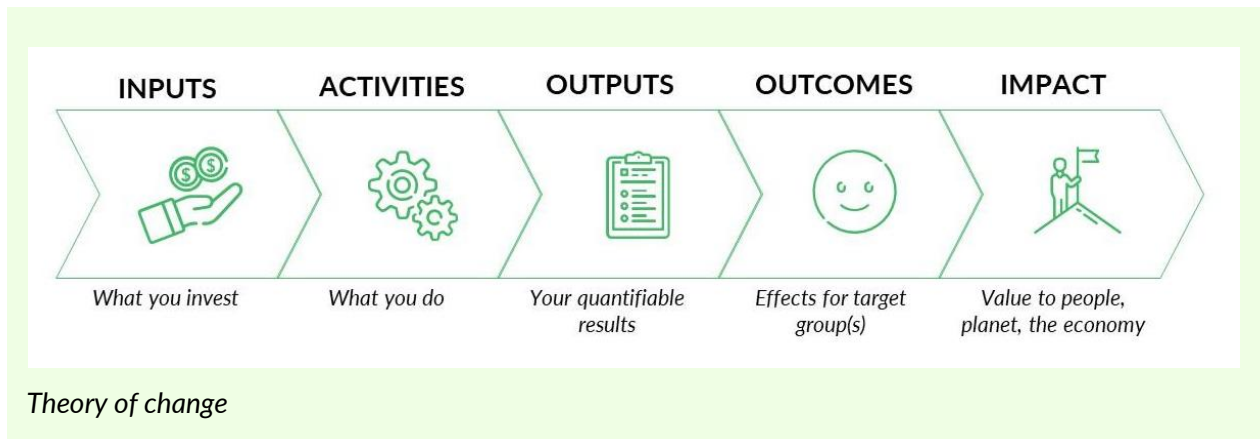 INPUTS
ACTIVITIES
OUTPUTS
OUTCOMES
IMPACT
$ $
What you invest
What you do
Your quantifiable
results
Effects for target
group(s)
Value to people,
planet, the economy
Theory of change